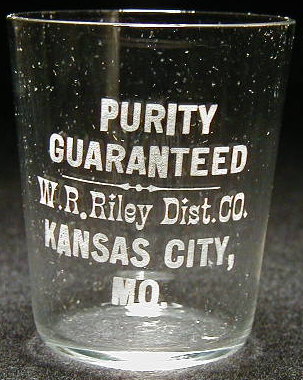 PURITY
GUARANTEED
W.R. Riley Dist. CO.
KANSAS CITY,
MO.